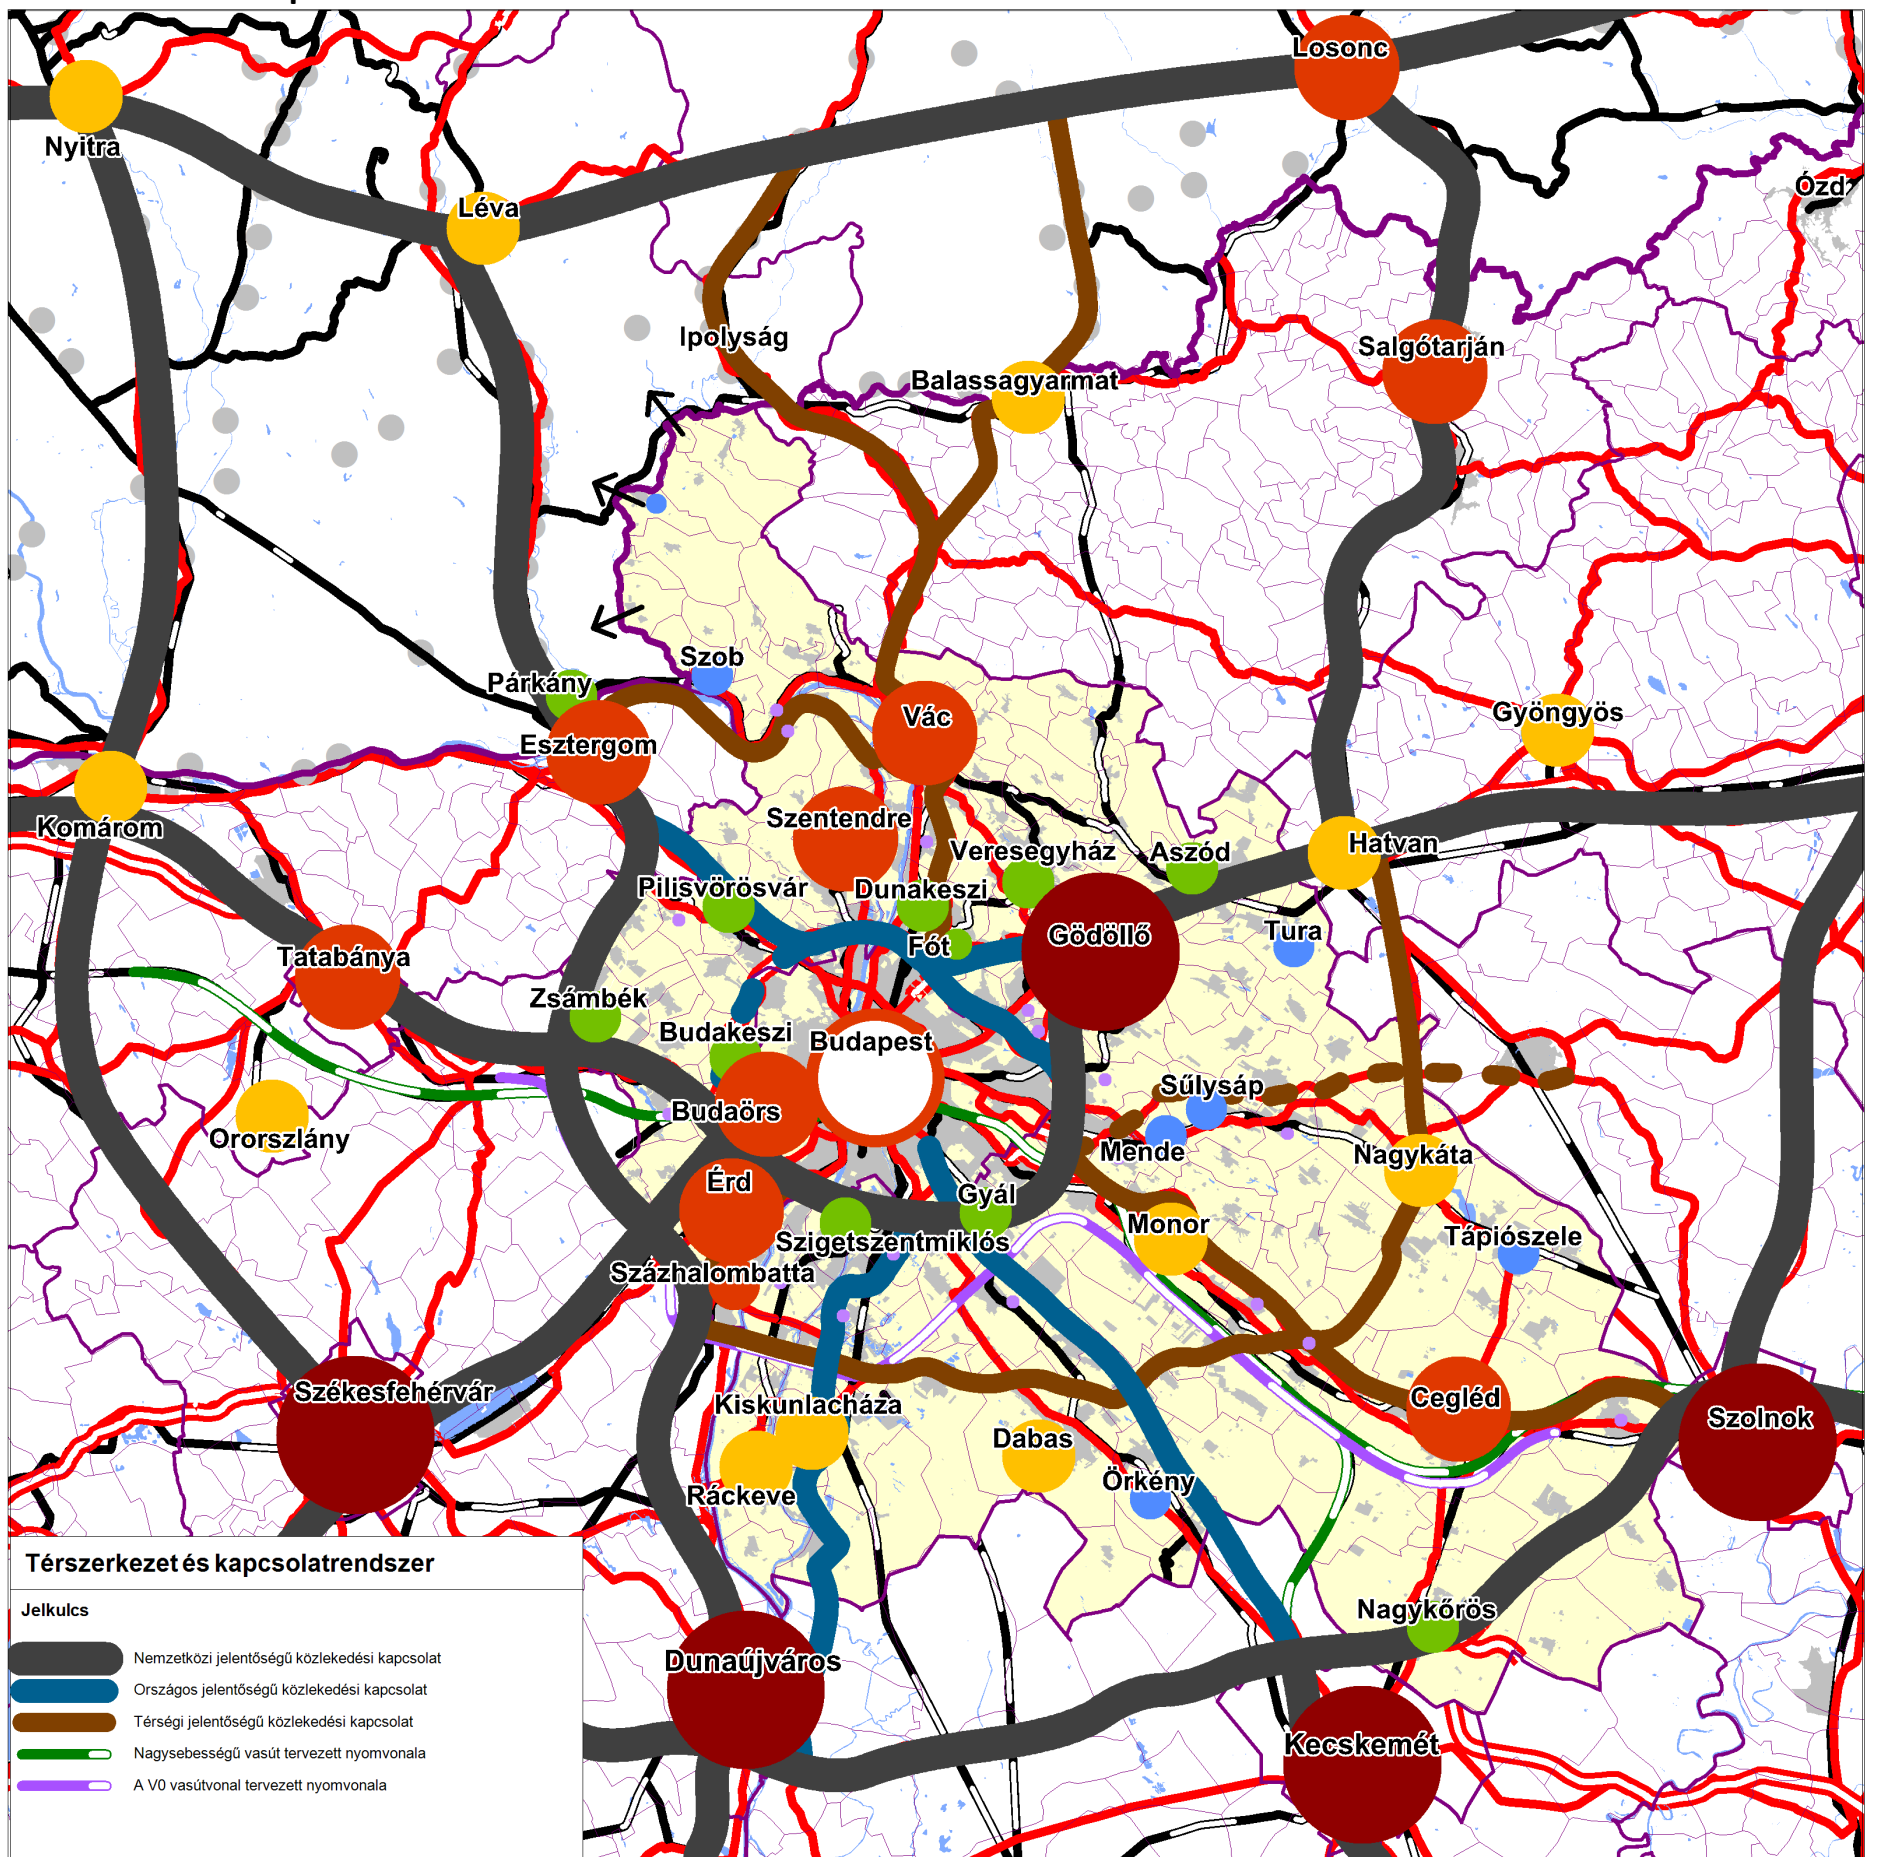 Losonc
Nyitra
Ózd
Léva
Ipolyság
Salgótarján
Balassagyarmat
Szob
Párkány
Vác
Gyöngyös
Esztergom
Szentendre
Komárom
Hatvan
Veresegyház
Aszód
Pilisvörösvár
Dunakeszi
Tura
Gödöllő
Fót
Tatabánya
Zsámbék
Budakeszi
Budapest
Sűlysáp
Budaörs
Ororszlány
Mende
Nagykáta
Érd
Gyál
Monor
Szigetszentmiklós
Tápiószele
Százhalombatta
Székesfehérvár
Kiskunlacháza
Cegléd
Szolnok
Dabas
Örkény
Ráckeve
Nagykőrös
Dunaújváros
Kecskemét
Térszerkezet és kapcsolatrendszer
Jelkulcs
Nemzetközi jelentőségű közlekedési kapcsolat
Országos jelentőségű közlekedési kapcsolat
Térségi jelentőségű közlekedési kapcsolat
Nagysebességű vasút tervezett nyomvonala
A V0 vasútvonal tervezett nyomvonala